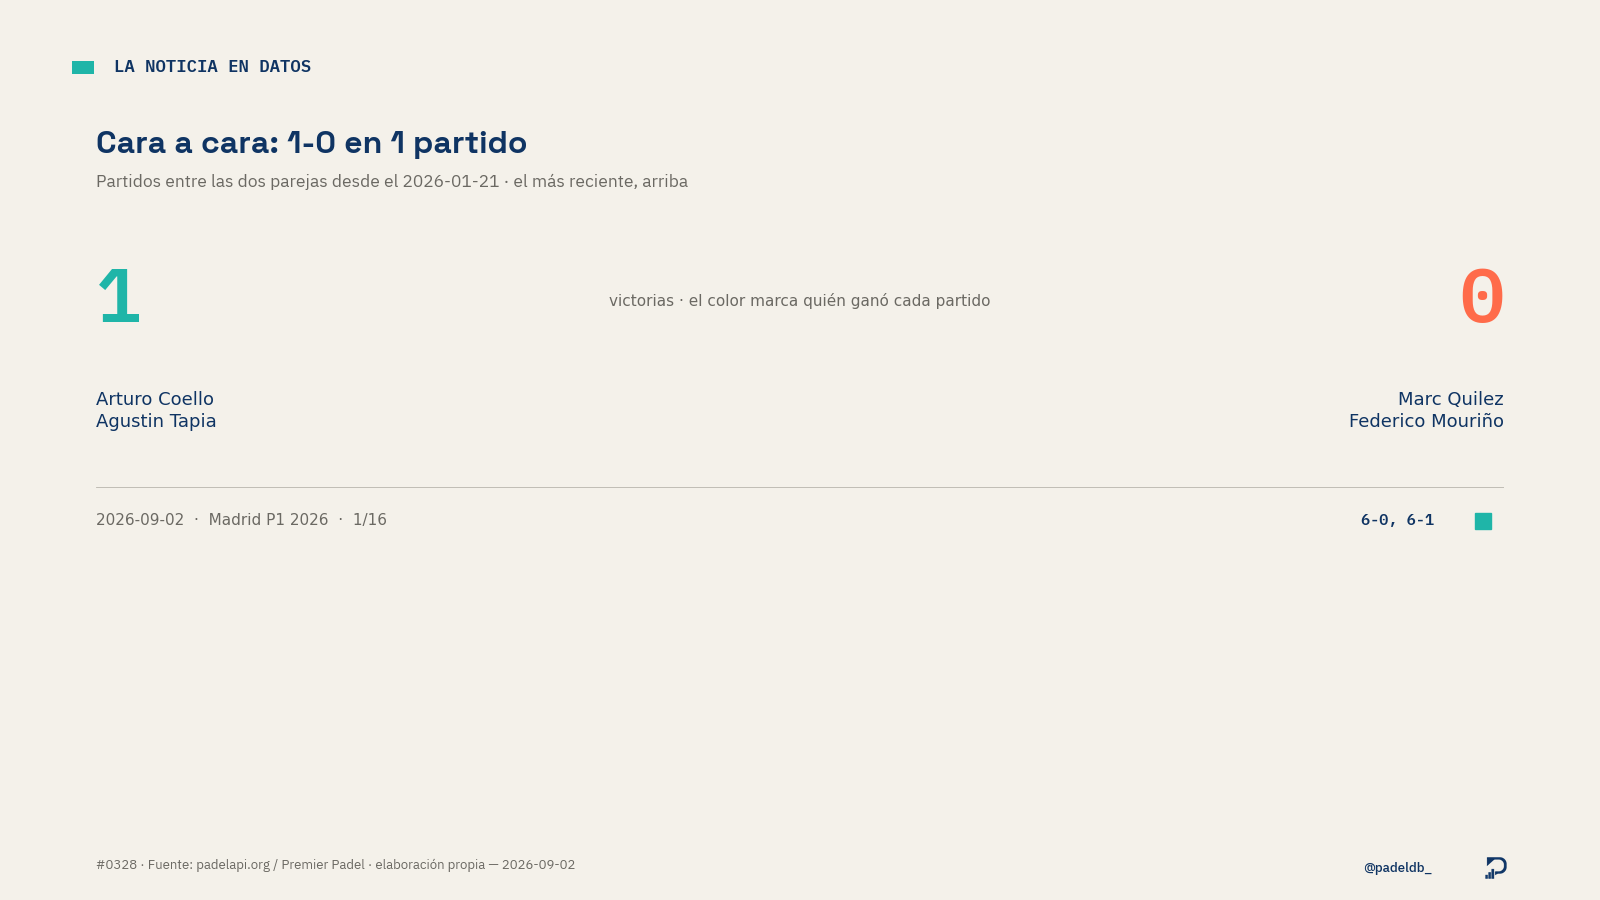 LA NOTICIA EN DATOS
Cara a cara: 1-0 en 1 partido
Partidos entre las dos parejas desde el 2026-01-21 · el más reciente, arriba
1
victorias · el color marca quién ganó cada partido
0
Arturo Coello
Agustin Tapia
Marc Quilez
Federico Mouriño
2026-09-02 · Madrid P1 2026 · 1/16
6-0, 6-1
#0328 · Fuente: padelapi.org / Premier Padel · elaboración propia — 2026-09-02
@padeldb_